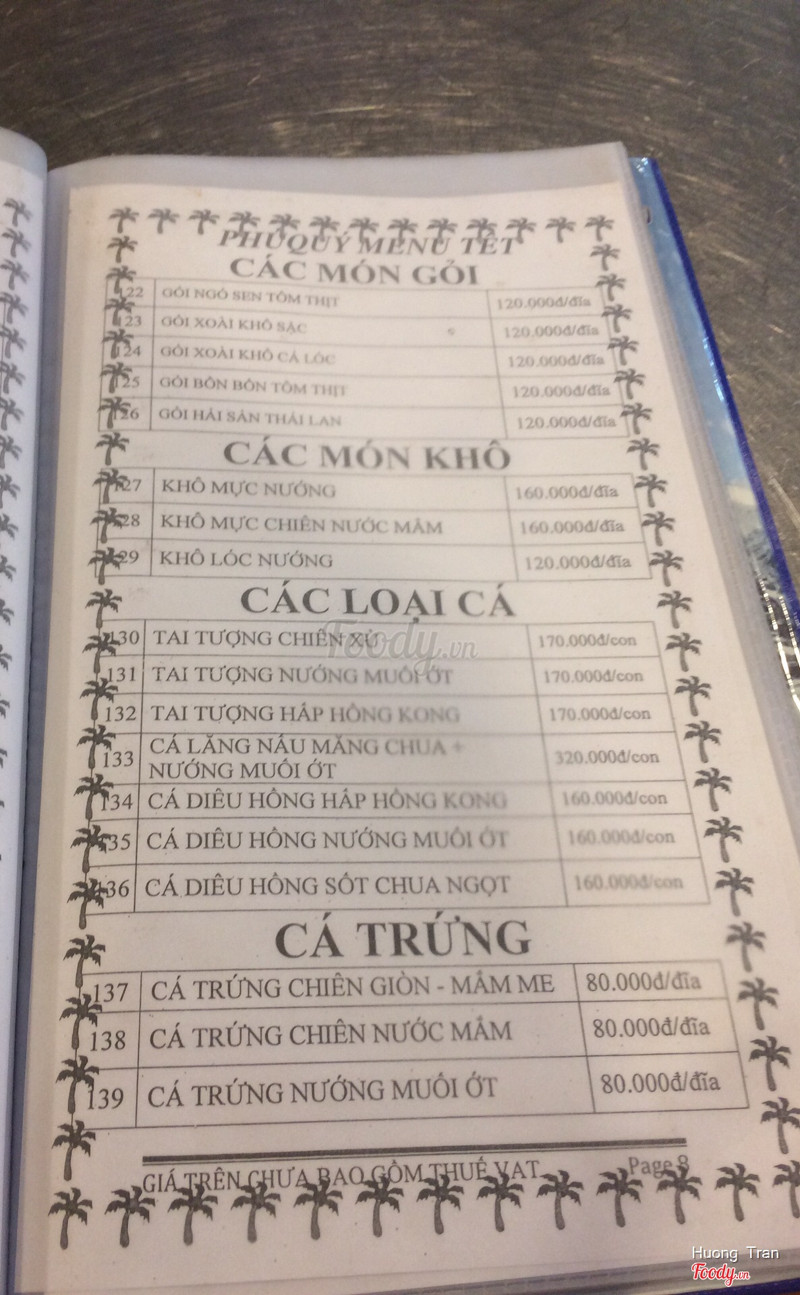 PHÚQUÝ MENU TẾT
CÁC MÓN GỎI
122 GỎI NGÓ SEN TÔM THỊT 120.000đ/đĩa
123 GỎI XOÀI KHÔ SẶC 120.000đ/đĩa
124 GỎI XOÀI KHÔ CÁ LÓC 120.000đ/đĩa
125 GỎI BỒN BỒN TÔM THỊT 120.000đ/đĩa
126 GỎI HẢI SẢN THÁI LAN 120.000đ/đĩa
CÁC MÓN KHÔ
127 KHÔ MỰC NƯỚNG 160.000đ/đĩa
128 KHÔ MỰC CHIÊN NƯỚC MẮM 160.000đ/đĩa
129 KHÔ LÓC NƯỚNG 120.000đ/đĩa
CÁC LOẠI CÁ
130 TAI TƯỢNG CHIÊN XÙ 170.000đ/con
131 TAI TƯỢNG NƯỚNG MUỐI ỚT 170.000đ/con
132 TAI TƯỢNG HẤP HỒNG KONG 170.000đ/con
133 CÁ LĂNG NẤU MĂNG CHUA + 320.000đ/con
NƯỚNG MUỐI ỚT
134 CÁ DIÊU HỒNG HẤP HỒNG KONG 160.000đ/con
135 CÁ DIÊU HỒNG NƯỚNG MUỐI ỚT 160.000đ/con
136 CÁ DIÊU HỒNG SỐT CHUA NGỌT 160.000đ/con
CÁ TRỨNG
137 CÁ TRỨNG CHIÊN GIÒN - MẮM ME 80.000đ/đĩa
138 CÁ TRỨNG CHIÊN NƯỚC MẮM 80.000đ/đĩa
139 CÁ TRỨNG NƯỚNG MUỐI ỚT 80.000đ/đĩa
GIÁ TRÊN CHƯA BAO GỒM THUẾ VAT Page 8
Foody.vn
Huong Tran
Foody.vn